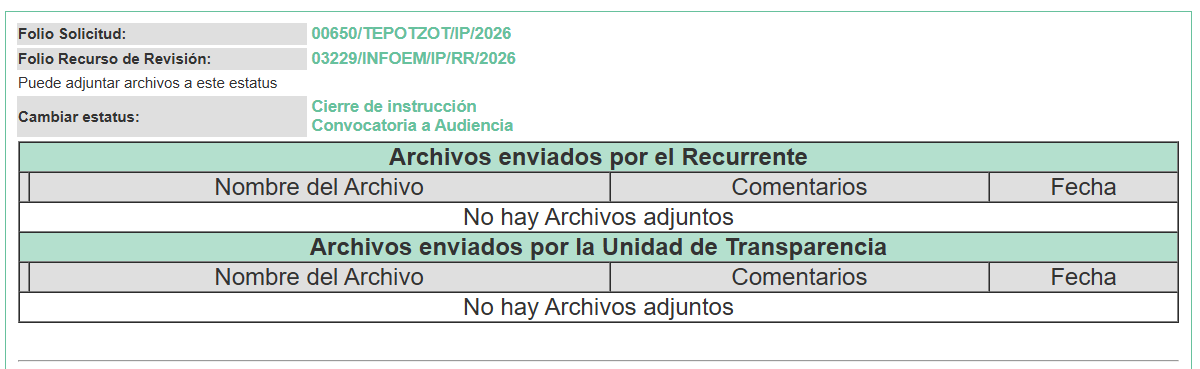 Folio Solicitud: 00650/TEPOTZOT/IP/2026
Folio Recurso de Revisión: 03229/INFOEM/IP/RR/2026
Puede adjuntar archivos a este estatus
Cambiar estatus: Cierre de instrucción
Convocatoria a Audiencia
Archivos enviados por el Recurrente
Nombre del Archivo Comentarios Fecha
No hay Archivos adjuntos
Archivos enviados por la Unidad de Transparencia
Nombre del Archivo Comentarios Fecha
No hay Archivos adjuntos